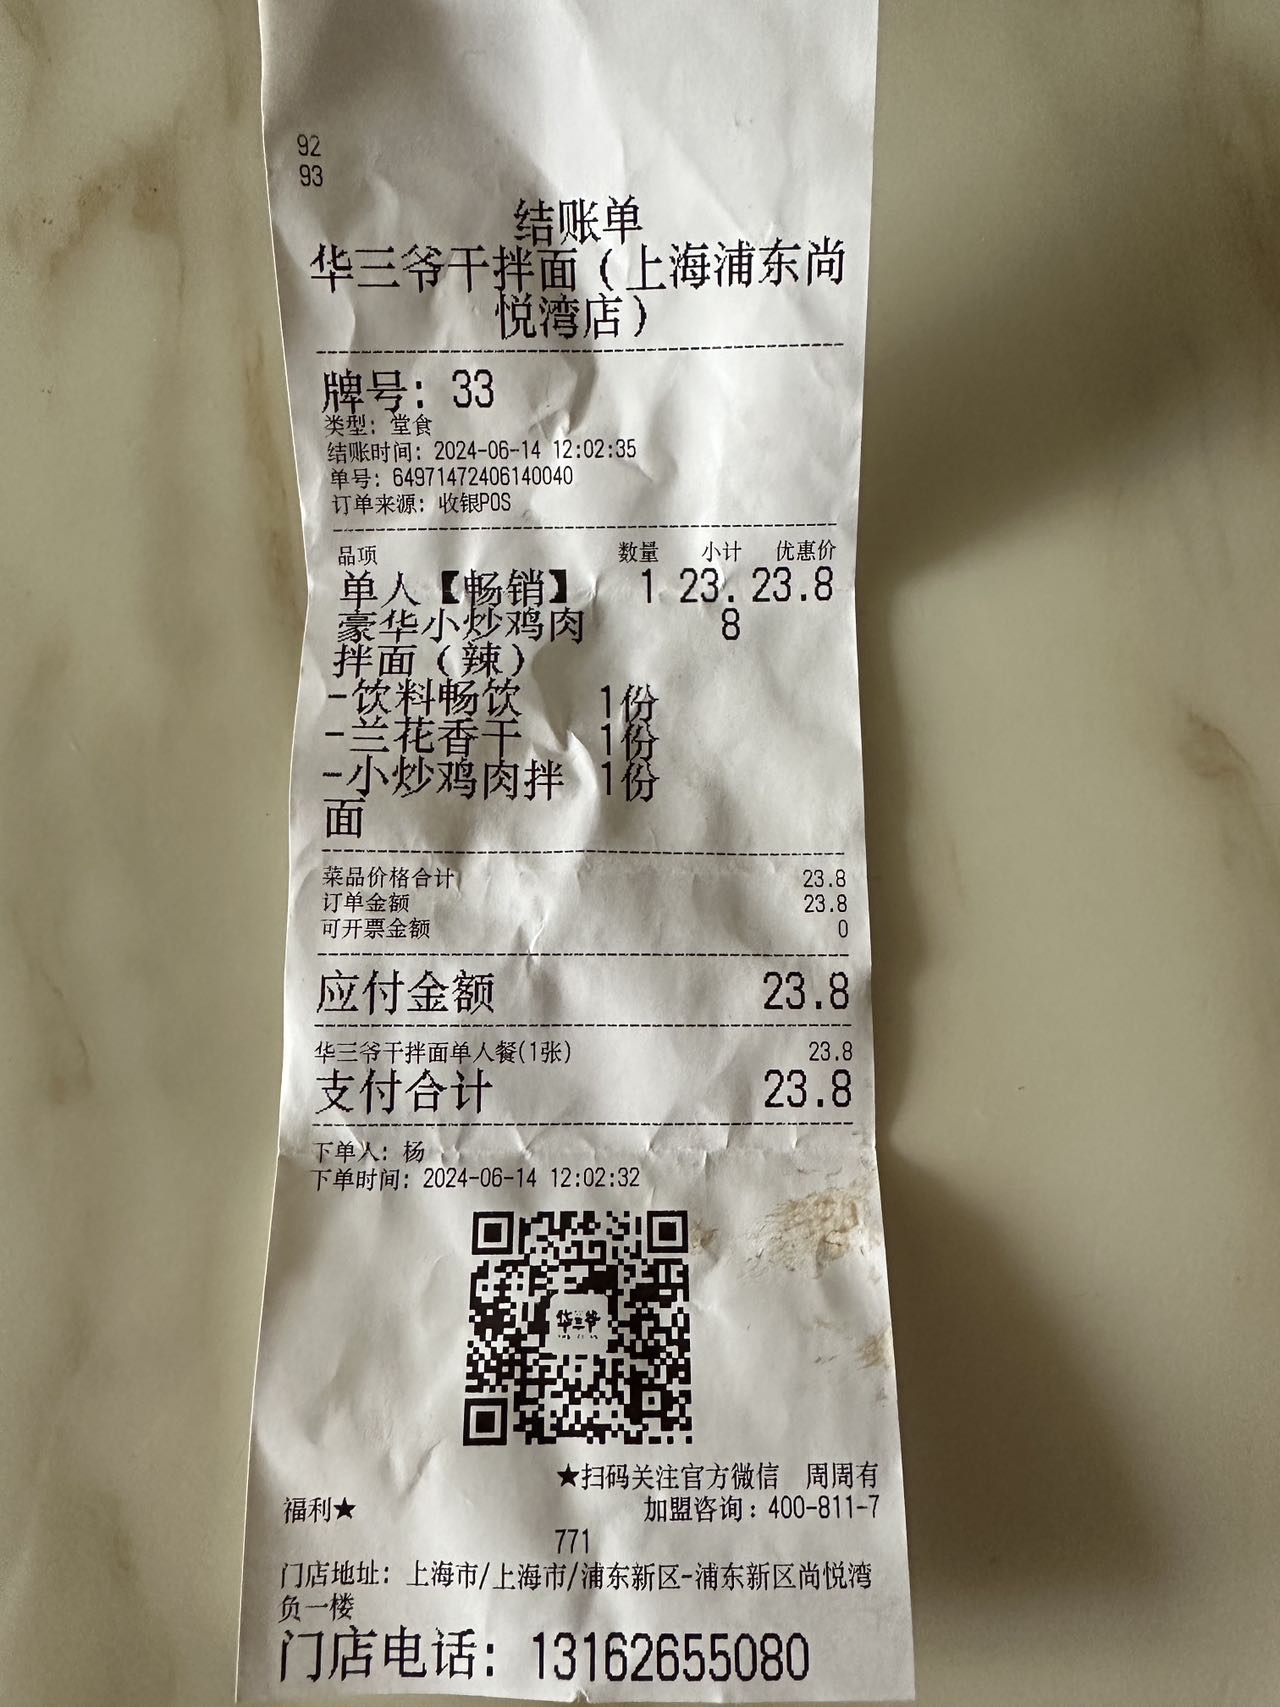 92
93
结账单
华三爷干拌面（上海浦东尚
悦湾店）
牌号：33
类型：堂食
结账时间：2024-06-14 12:02:35
单号：64971472406140040
订单来源：收银POS
品项 数量 小计 优惠价
单人【畅销】 1 23. 23.8
豪华小炒鸡肉 8
拌面（辣）
-饮料畅饮 1份
-兰花香干 1份
-小炒鸡肉拌 1份
面
菜品价格合计 23.8
订单金额 23.8
可开票金额 0
应付金额 23.8
华三爷干拌面单人餐(1张) 23.8
支付合计 23.8
下单人：杨
下单时间：2024-06-14 12:02:32
华三爷
★扫码关注官方微信 周周有
福利★ 加盟咨询：400-811-7
771
门店地址：上海市/上海市/浦东新区-浦东新区尚悦湾
负一楼
门店电话：13162655080